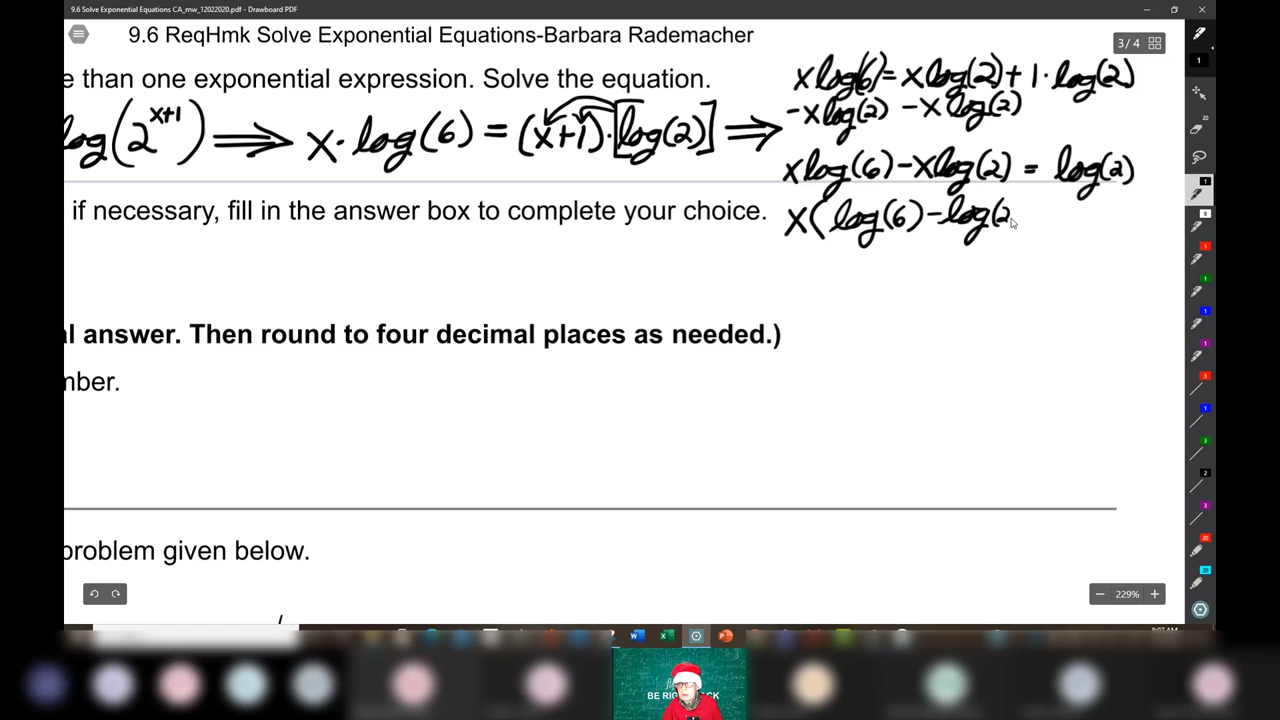 9.6 Solve Exponential Equations CA_mw_12022020.pdf - Drawboard PDF
9.6 ReqHmk Solve Exponential Equations-Barbara Rademacher
3 / 4
e than one exponential expression. Solve the equation.
log(2^{x+1}) ⟹ x·log(6) = (x+1)·[log(2)] ⟹
xlog(6) = xlog(2) + 1·log(2)
-xlog(2) -xlog(2)
xlog(6) - xlog(2) = log(2)
if necessary, fill in the answer box to complete your choice.
x(log(6) - log(2
al answer. Then round to four decimal places as needed.)
mber.
problem given below.
229%
BE RIGHT BACK